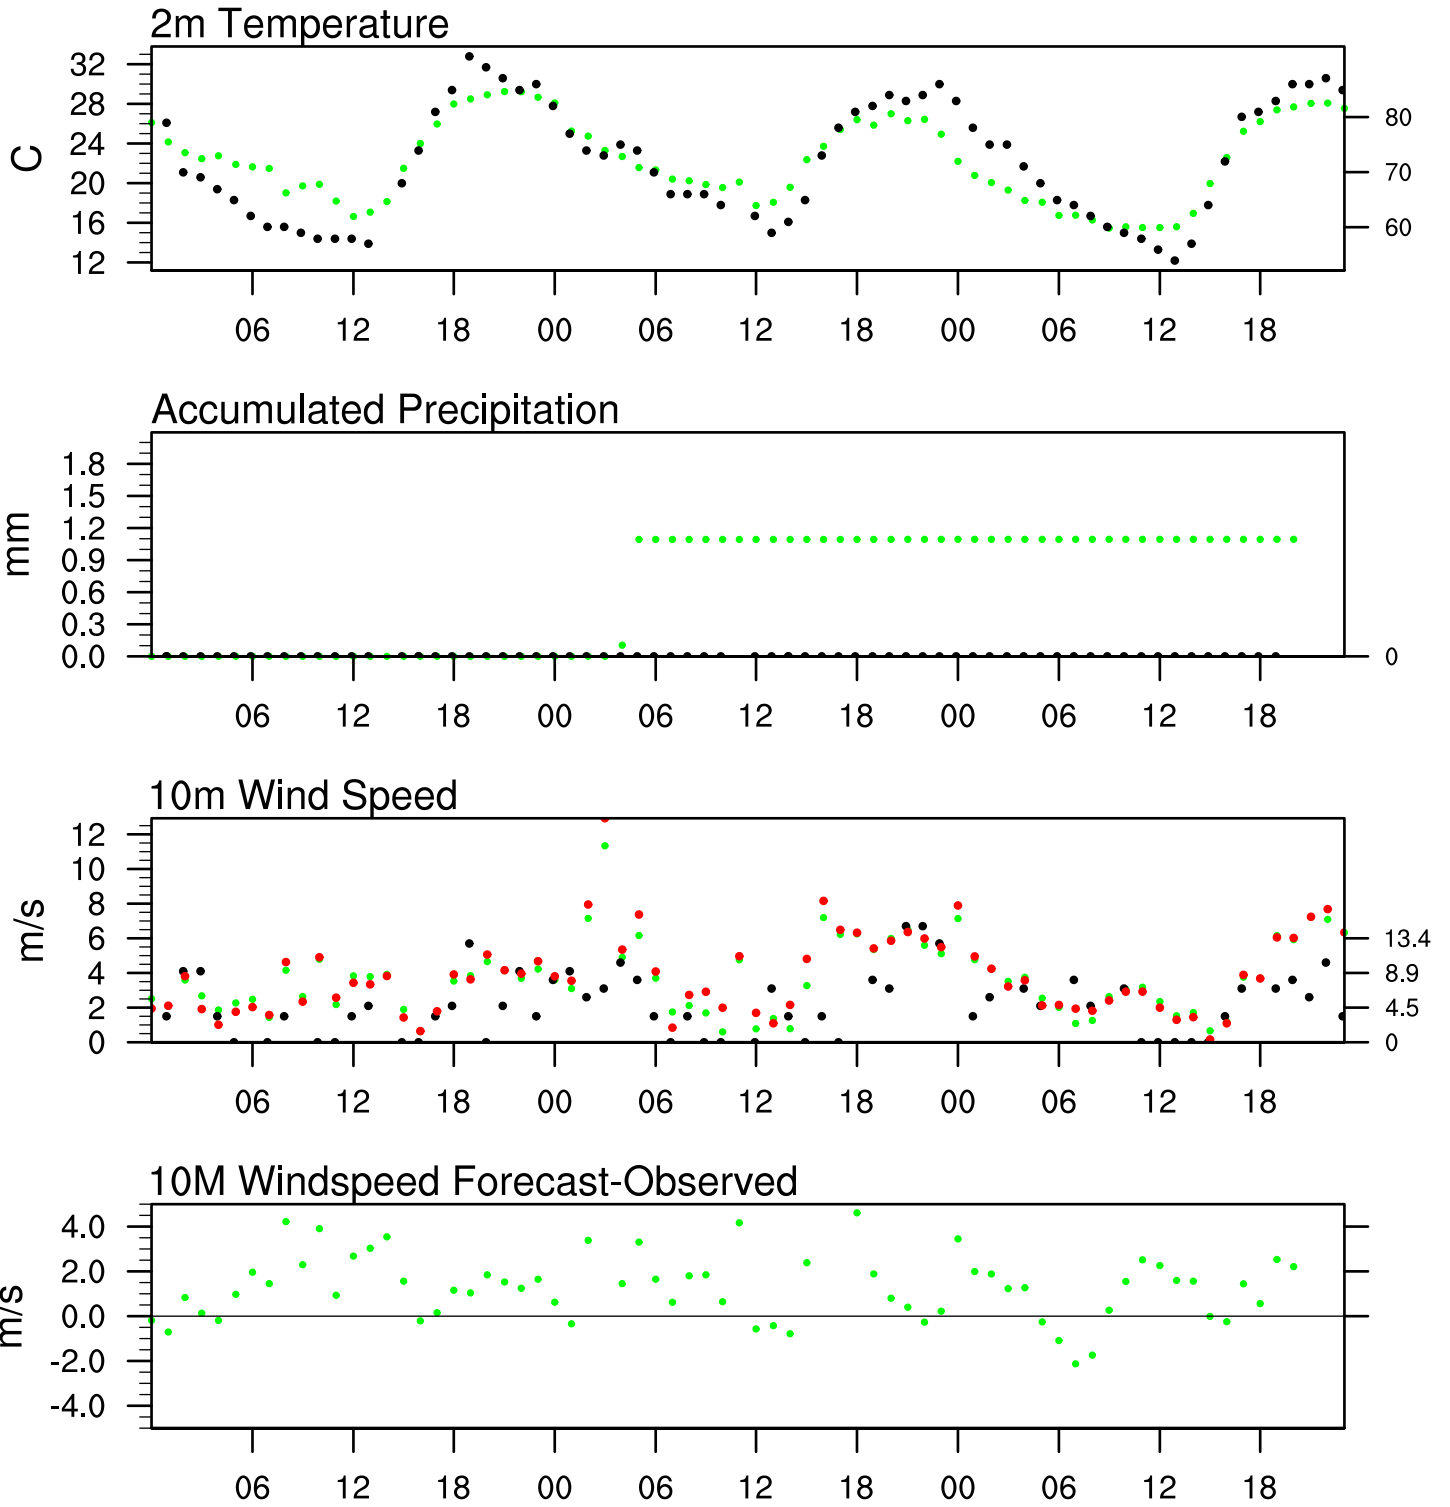 2m Temperature
32
28
24
20
16
12
C
80
70
60
06 12 18 00 06 12 18 00 06 12 18
Accumulated Precipitation
1.8
1.5
1.2
0.9
0.6
0.3
0.0
mm
0
06 12 18 00 06 12 18 00 06 12 18
10m Wind Speed
12
10
8
6
4
2
0
m/s
13.4
8.9
4.5
0
06 12 18 00 06 12 18 00 06 12 18
10M Windspeed Forecast-Observed
4.0
2.0
0.0
-2.0
-4.0
m/s
06 12 18 00 06 12 18 00 06 12 18